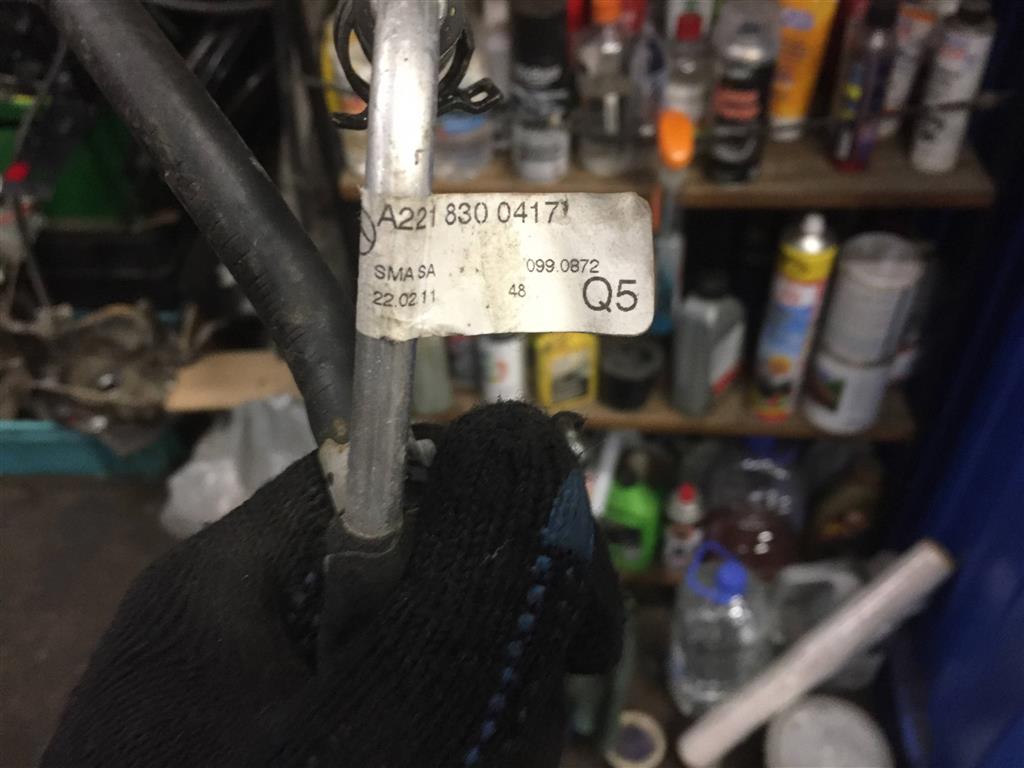 A221 830 0417
SMA SA 099.0872
22.02.11 48 Q5